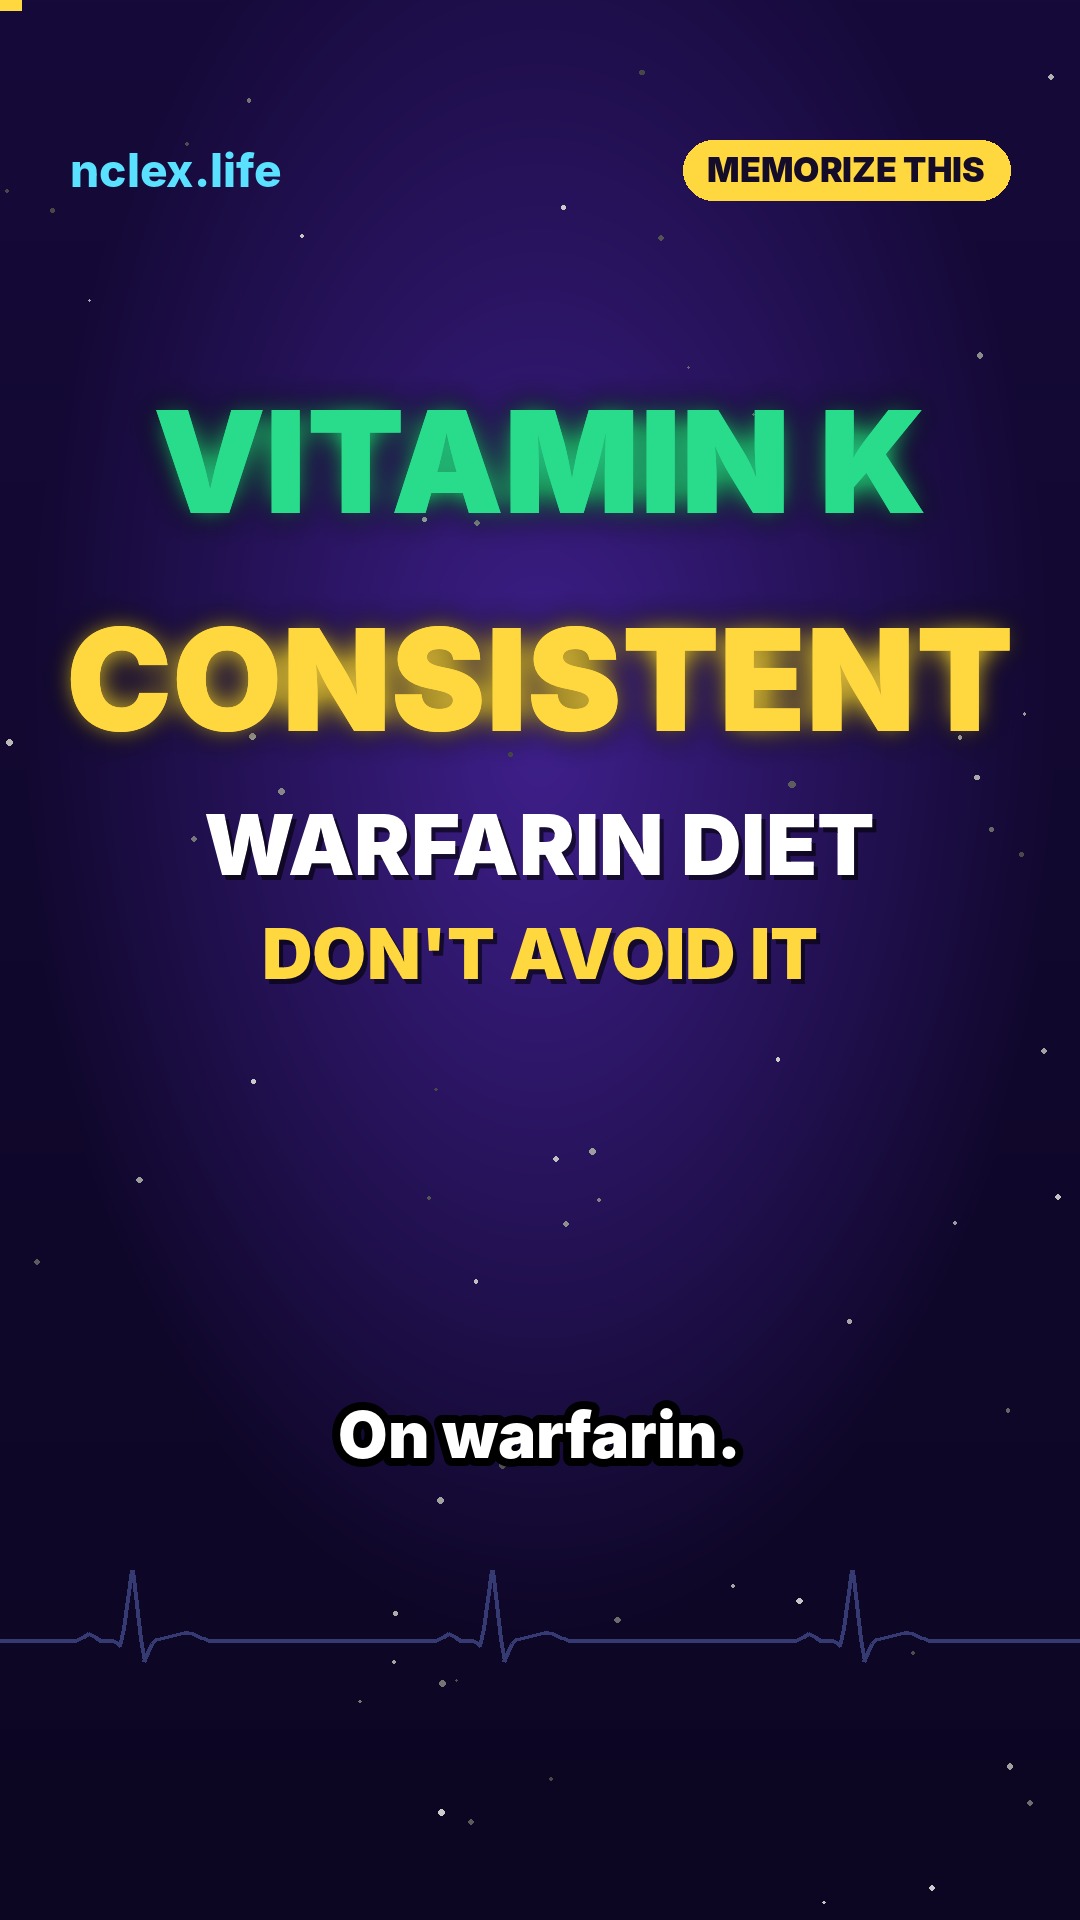 nclex.life
MEMORIZE THIS
VITAMIN K
CONSISTENT
WARFARIN DIET
DON'T AVOID IT
On warfarin.